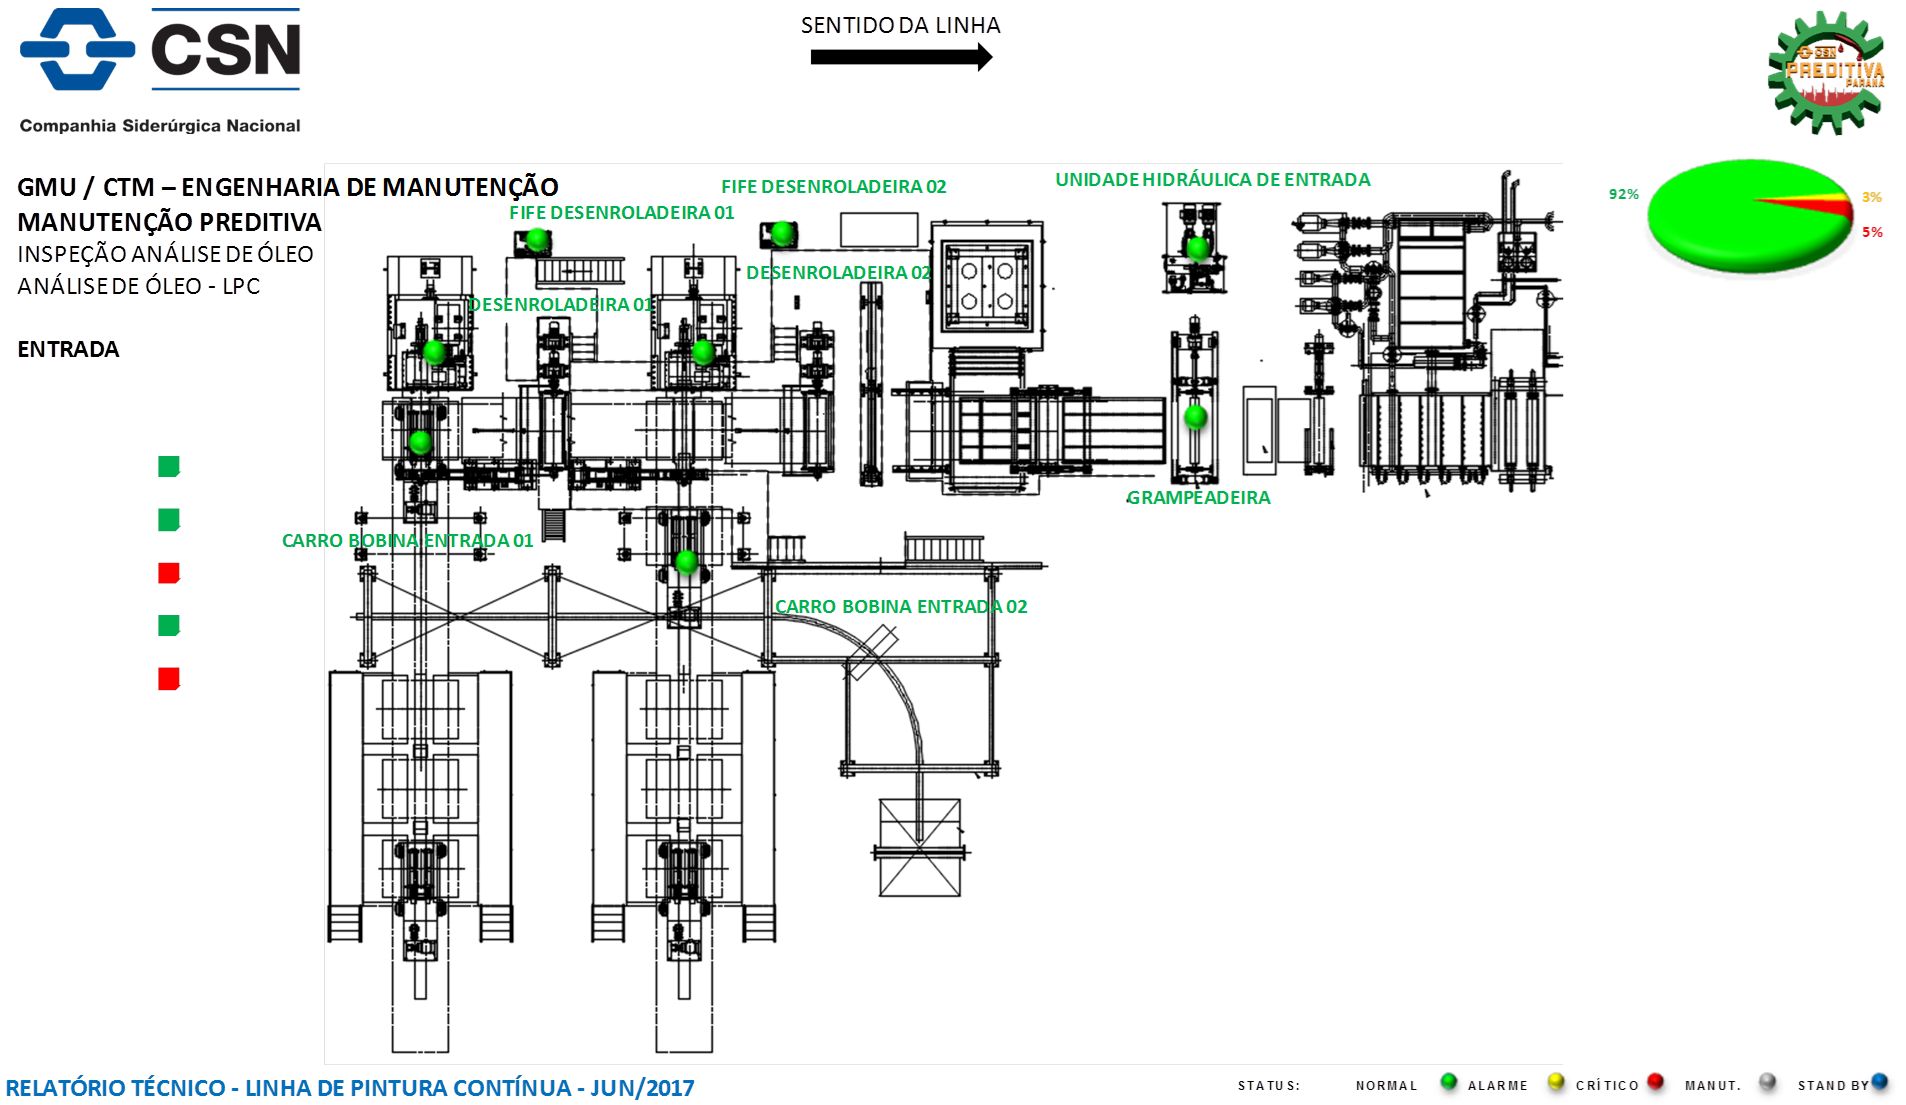 CSN
Companhia Siderúrgica Nacional
SENTIDO DA LINHA
CSN
PREDITIVA
PARANÁ
GMU / CTM – ENGENHARIA DE MANUTENÇÃO
MANUTENÇÃO PREDITIVA
INSPEÇÃO ANÁLISE DE ÓLEO
ANÁLISE DE ÓLEO - LPC
ENTRADA
FIFE DESENROLADEIRA 02
UNIDADE HIDRÁULICA DE ENTRADA
FIFE DESENROLADEIRA 01
92%
3%
5%
DESENROLADEIRA 02
DESENROLADEIRA 01
GRAMPEADEIRA
CARRO BOBINA ENTRADA 01
CARRO BOBINA ENTRADA 02
RELATÓRIO TÉCNICO - LINHA DE PINTURA CONTÍNUA - JUN/2017
STATUS: NORMAL ALARME CRÍTICO MANUT. STAND BY